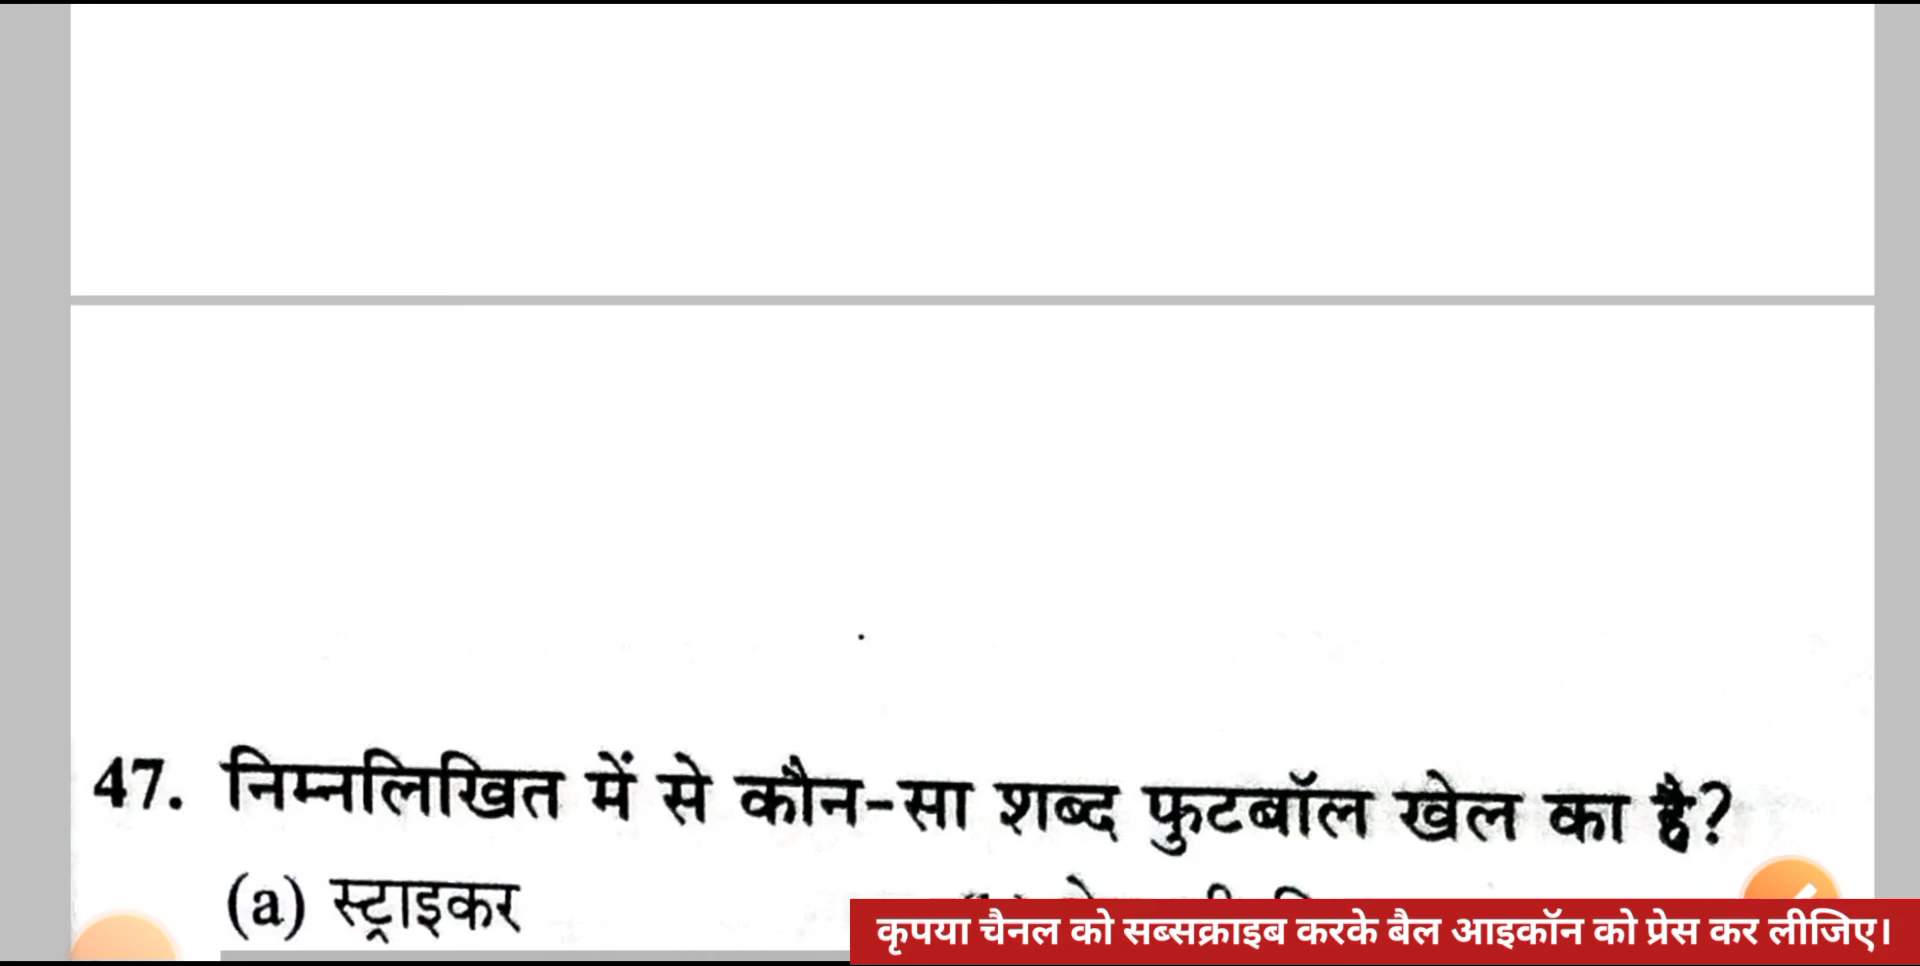 47. निम्नलिखित में से कौन-सा शब्द फुटबॉल खेल का है?
(a) स्ट्राइकर
कृपया चैनल को सब्सक्राइब करके बैल आइकॉन को प्रेस कर लीजिए।